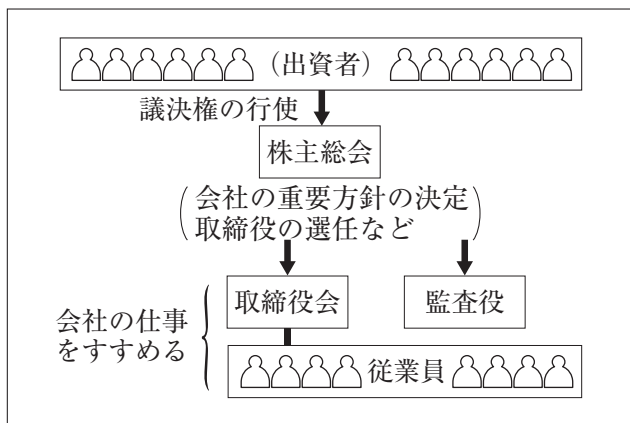 （出資者）
議決権の行使
株主総会
（会社の重要方針の決定
取締役の選任など）
取締役会
監査役
会社の仕事
をすすめる
従業員